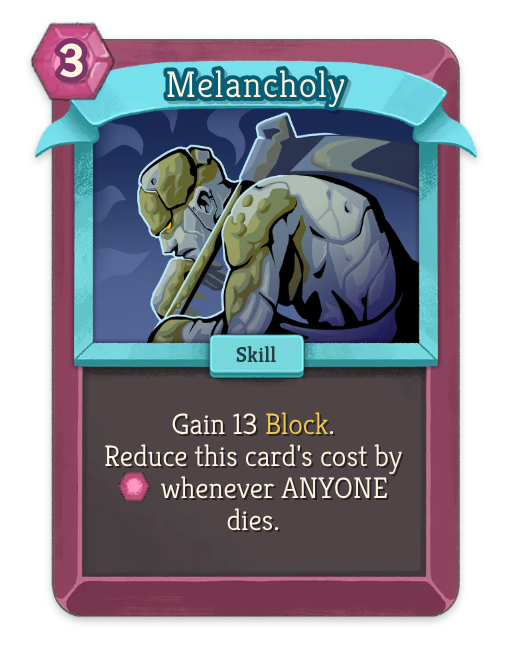 3
Melancholy
Skill
Gain 13 Block.
Reduce this card's cost by
whenever ANYONE
dies.